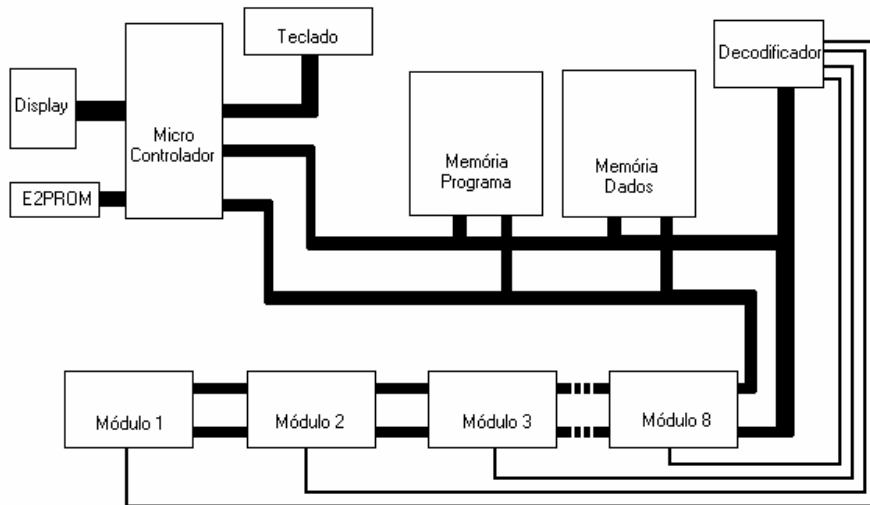 Teclado
Decodificador
Display
Micro
Controlador
Memória
Programa
Memória
Dados
E2PROM
Módulo 1
Módulo 2
Módulo 3
Módulo 8